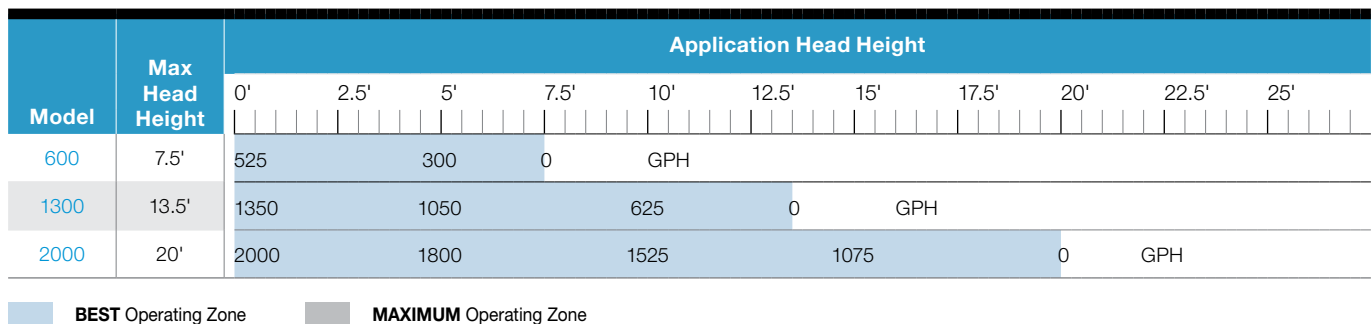 Application Head Height
Model Max Head Height 0' 2.5' 5' 7.5' 10' 12.5' 15' 17.5' 20' 22.5' 25'
600 7.5' 525 300 0 GPH
1300 13.5' 1350 1050 625 0 GPH
2000 20' 2000 1800 1525 1075 0 GPH
BEST Operating Zone MAXIMUM Operating Zone